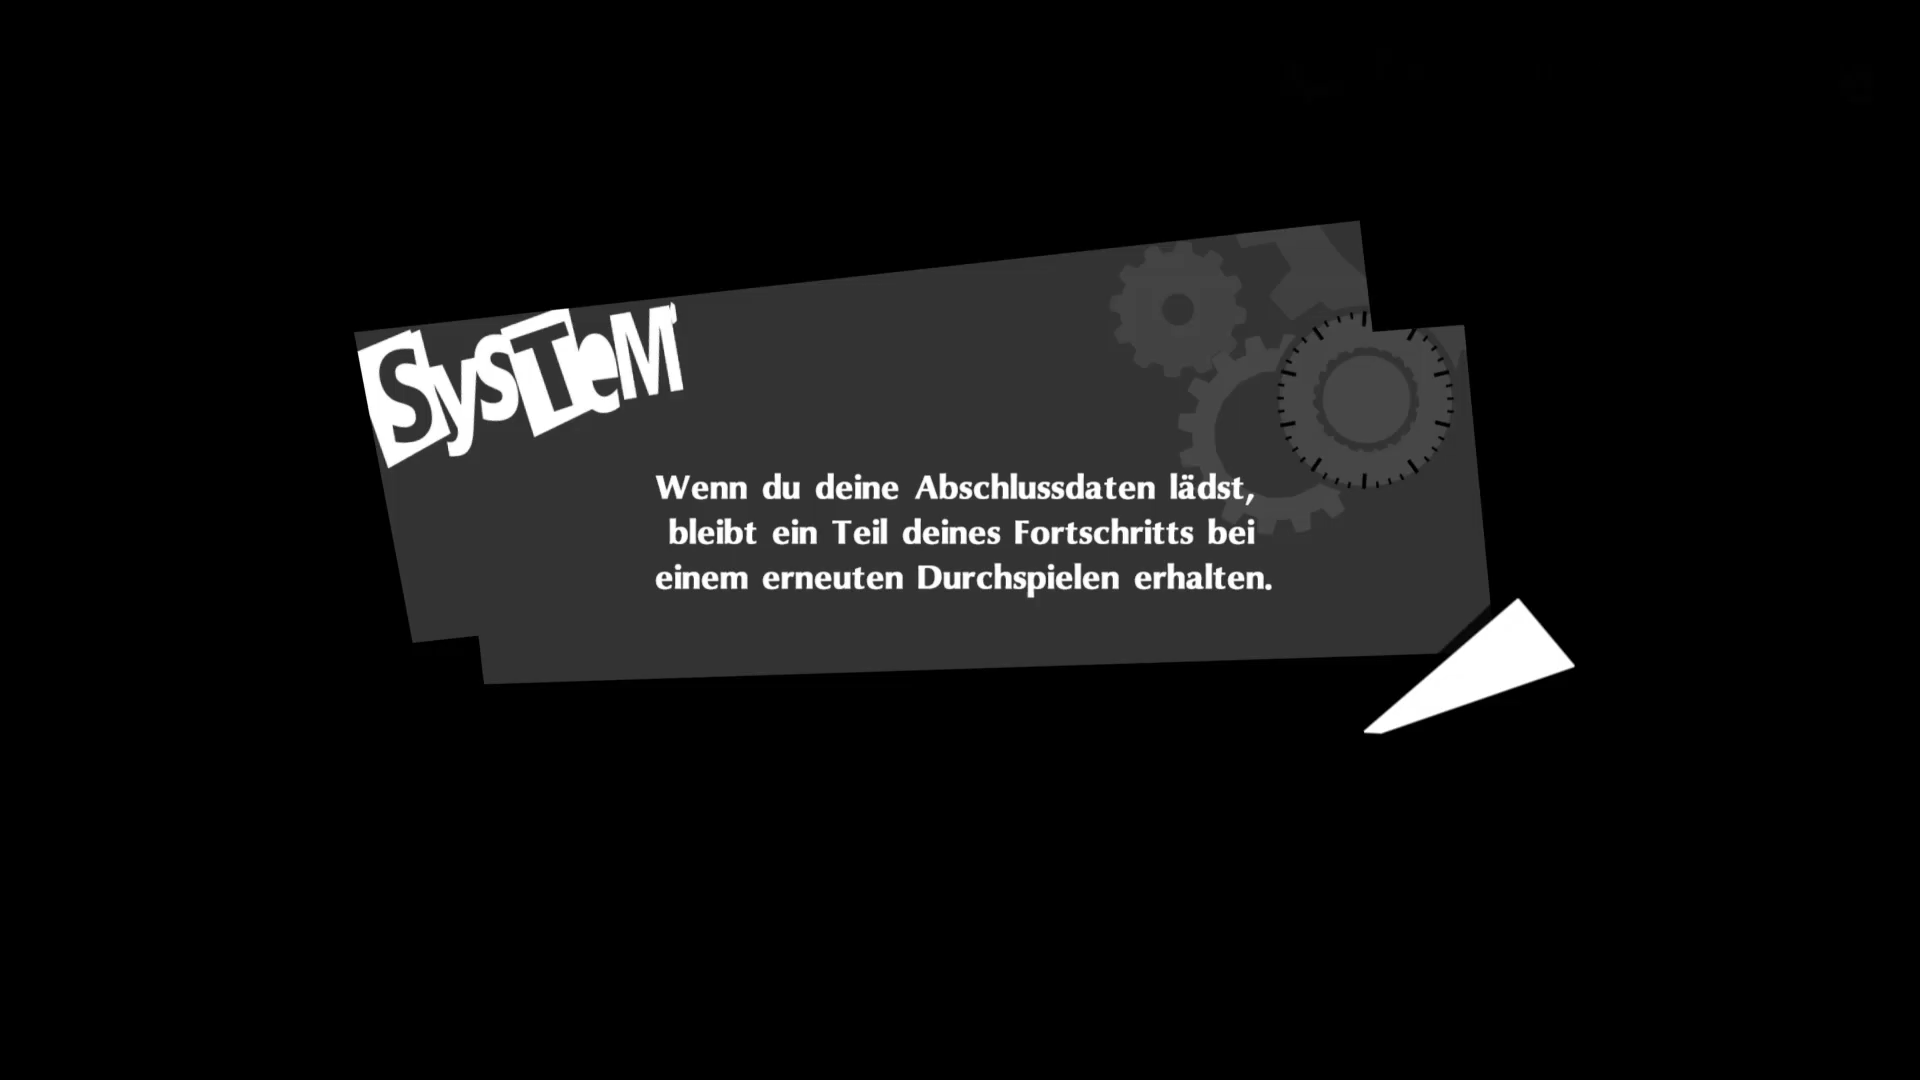 SysTeM
Wenn du deine Abschlussdaten lädst,
bleibt ein Teil deines Fortschritts bei
einem erneuten Durchspielen erhalten.